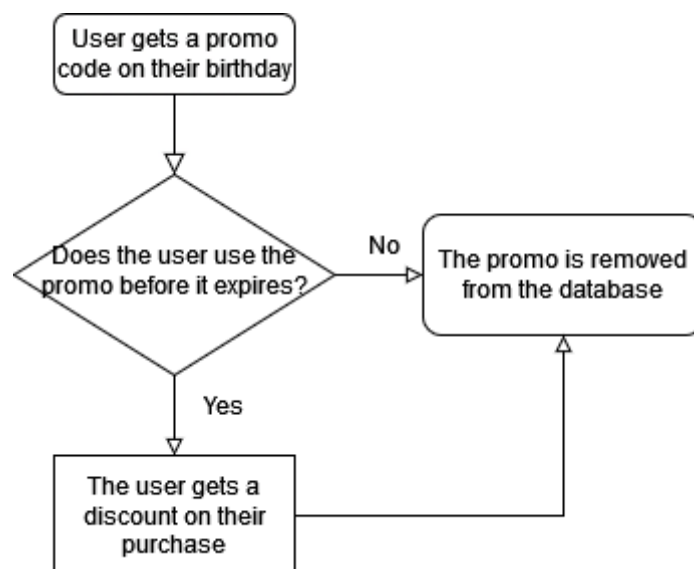 User gets a promo
code on their birthday
Does the user use the
promo before it expires?
No
The promo is removed
from the database
Yes
The user gets a
discount on their
purchase